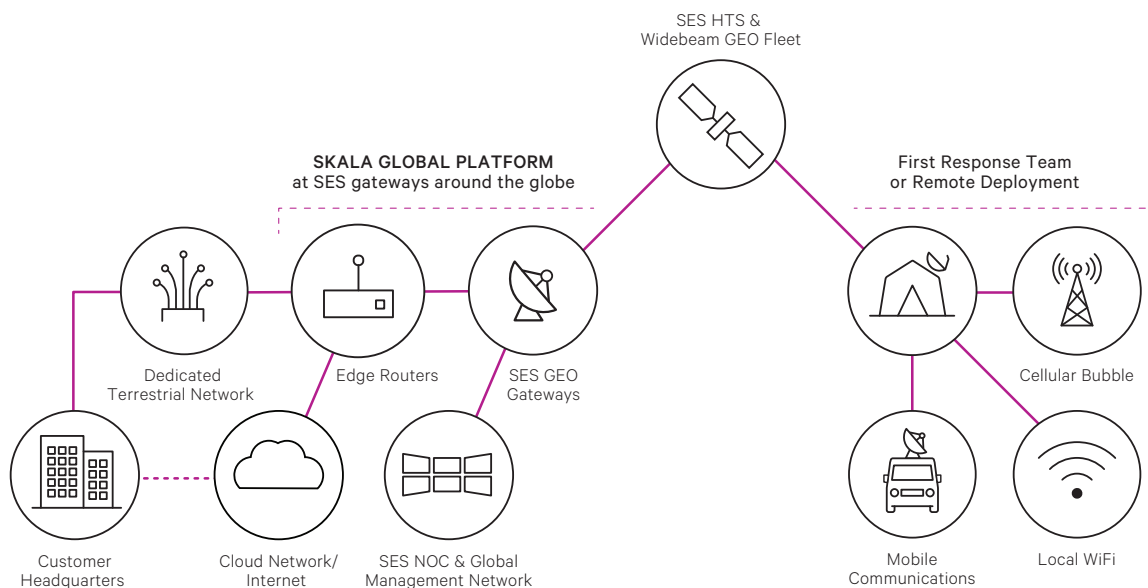 SES HTS &
Widebeam GEO Fleet
SKALA GLOBAL PLATFORM
at SES gateways around the globe
First Response Team
or Remote Deployment
Dedicated
Terrestrial Network
Edge Routers
SES GEO
Gateways
Cellular Bubble
Customer
Headquarters
Cloud Network/
Internet
SES NOC & Global
Management Network
Mobile
Communications
Local WiFi